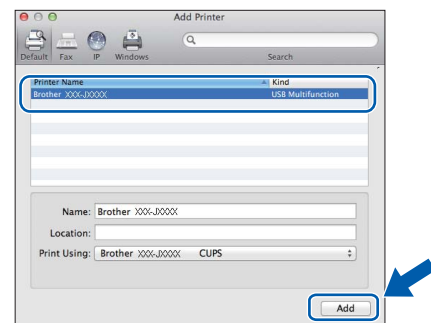 Add Printer
Default Fax IP Windows Search
Printer Name Kind
Brother XXX-JXXXX USB Multifunction
Name: Brother XXX-JXXXX
Location:
Print Using: Brother XXX-JXXXX CUPS
Add